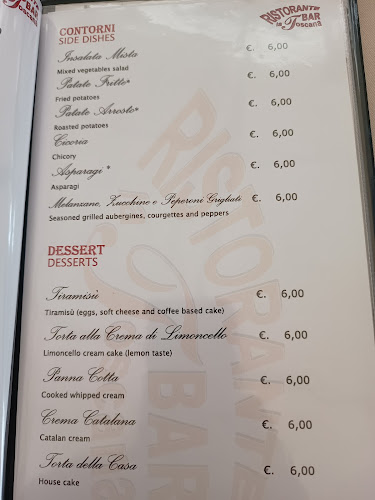 RISTORANTE
BAR
la Toscana
CONTORNI
SIDE DISHES
Insalata Mista €. 6,00
Mixed vegetables salad
Patate Fritte* €. 6,00
Fried potatoes
Patate Arrosto* €. 6,00
Roasted potatoes
Cicoria €. 6,00
Chicory
Asparagi * €. 6,00
Asparagi
Melanzane, Zucchine e Peperoni Grigliati €. 6,00
Seasoned grilled aubergines, courgettes and peppers
DESSERT
DESSERTS
Tiramisù €. 6,00
Tiramisù (eggs, soft cheese and coffee based cake)
Torta alla Crema di Limoncello €. 6,00
Limoncello cream cake (lemon taste)
Panna Cotta €. 6,00
Cooked whipped cream
Crema Catalana €. 6,00
Catalan cream
Torta della Casa €. 6,00
House cake
RISTORANTE
BAR